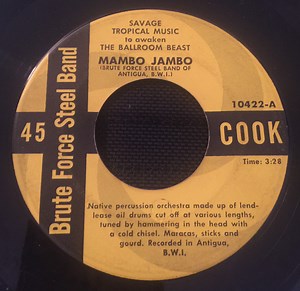 SAVAGE
TROPICAL MUSIC
to awaken
THE BALLROOM BEAST
MAMBO JAMBO
(BRUTE FORCE STEEL BAND OF
ANTIGUA, B.W.I.)
10422-A
45
Brute Force Steel Band
COOK
Time: 3:28
Native percussion orchestra made up of lend-
lease oil drums cut off at various lengths,
tuned by hammering in the head with
a cold chisel. Maracas, sticks and
gourd. Recorded in Antigua,
B.W.I.